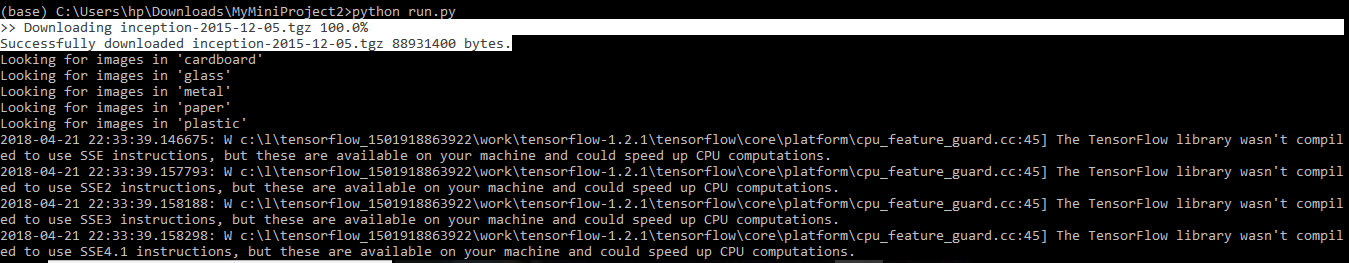 (base) C:\Users\hp\Downloads\MyMiniProject2>python run.py
>> Downloading inception-2015-12-05.tgz 100.0%
Successfully downloaded inception-2015-12-05.tgz 88931400 bytes.
Looking for images in 'cardboard'
Looking for images in 'glass'
Looking for images in 'metal'
Looking for images in 'paper'
Looking for images in 'plastic'
2018-04-21 22:33:39.146675: W c:\l\tensorflow_1501918863922\work\tensorflow-1.2.1\tensorflow\core\platform\cpu_feature_guard.cc:45] The TensorFlow library wasn't compil
ed to use SSE instructions, but these are available on your machine and could speed up CPU computations.
2018-04-21 22:33:39.157793: W c:\l\tensorflow_1501918863922\work\tensorflow-1.2.1\tensorflow\core\platform\cpu_feature_guard.cc:45] The TensorFlow library wasn't compil
ed to use SSE2 instructions, but these are available on your machine and could speed up CPU computations.
2018-04-21 22:33:39.158188: W c:\l\tensorflow_1501918863922\work\tensorflow-1.2.1\tensorflow\core\platform\cpu_feature_guard.cc:45] The TensorFlow library wasn't compil
ed to use SSE3 instructions, but these are available on your machine and could speed up CPU computations.
2018-04-21 22:33:39.158298: W c:\l\tensorflow_1501918863922\work\tensorflow-1.2.1\tensorflow\core\platform\cpu_feature_guard.cc:45] The TensorFlow library wasn't compil
ed to use SSE4.1 instructions, but these are available on your machine and could speed up CPU computations.